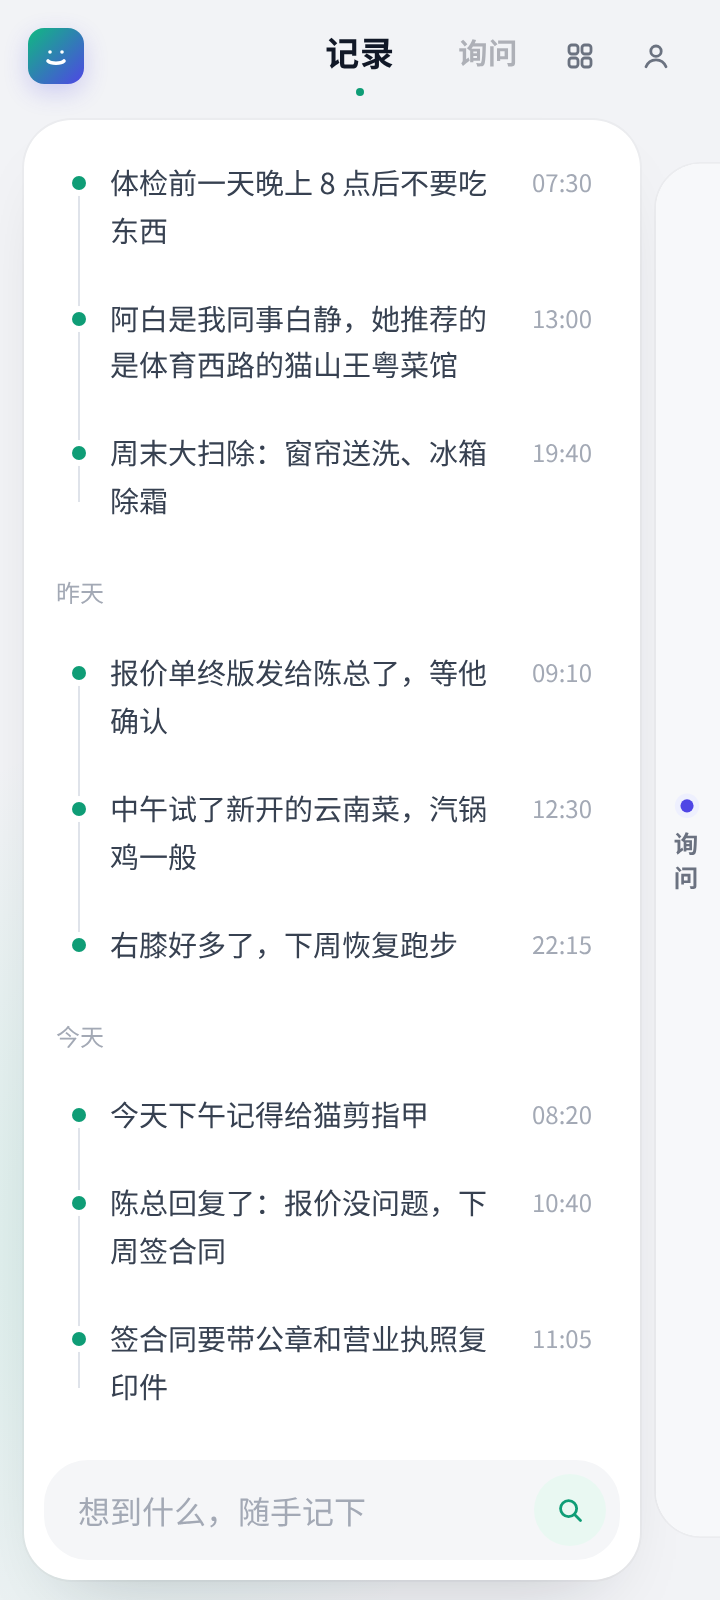 记录
询问
体检前一天晚上 8 点后不要吃
07:30
东西
阿白是我同事白静，她推荐的
13:00
是体育西路的猫山王粤菜馆
周末大扫除：窗帘送洗、冰箱
19:40
除霜
昨天
报价单终版发给陈总了，等他
09:10
确认
中午试了新开的云南菜，汽锅
12:30
鸡一般
右膝好多了，下周恢复跑步
22:15
今天
今天下午记得给猫剪指甲
08:20
陈总回复了：报价没问题，下
10:40
周签合同
签合同要带公章和营业执照复
11:05
印件
想到什么，随手记下
询
问